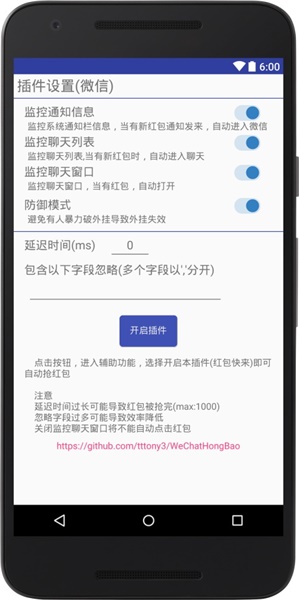 6:00
插件设置(微信)
监控通知信息
监控系统通知栏信息，当有新红包通知发来，自动进入微信
监控聊天列表
监控聊天列表,当有新红包时，自动进入聊天
监控聊天窗口
监控聊天窗口，当有红包，自动打开
防御模式
避免有人暴力破外挂导致外挂失效
延迟时间(ms) 0
包含以下字段忽略(多个字段以','分开)
开启插件
点击按钮，进入辅助功能，选择开启本插件(红包快来)即可
自动抢红包
注意
延迟时间过长可能导致红包被抢完(max:1000)
忽略字段过多可能导致效率降低
关闭监控聊天窗口将不能自动点击红包
https://github.com/tttony3/WeChatHongBao